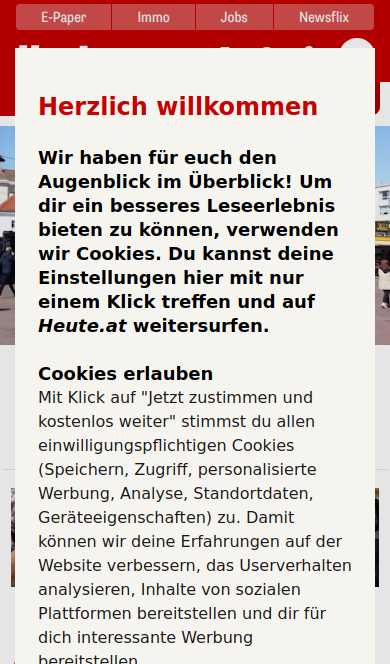 E-Paper
Immo
Jobs
Newsflix
Herzlich willkommen
Wir haben für euch den
Augenblick im Überblick! Um
dir ein besseres Leseerlebnis
bieten zu können, verwenden
wir Cookies. Du kannst deine
Einstellungen hier mit nur
einem Klick treffen und auf
Heute.at weitersurfen.
Cookies erlauben
Mit Klick auf "Jetzt zustimmen und
kostenlos weiter" stimmst du allen
einwilligungspflichtigen Cookies
(Speichern, Zugriff, personalisierte
Werbung, Analyse, Standortdaten,
Geräteeigenschaften) zu. Damit
können wir deine Erfahrungen auf der
Website verbessern, das Userverhalten
analysieren, Inhalte von sozialen
Plattformen bereitstellen und dir für
dich interessante Werbung
bereitstellen